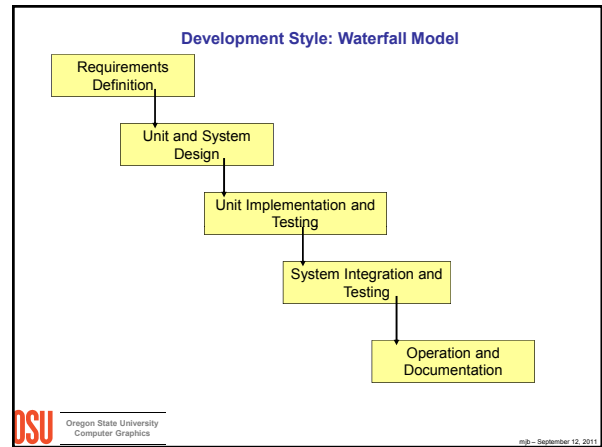 Development Style: Waterfall Model
Requirements
Definition
Unit and System
Design
Unit Implementation and
Testing
System Integration and
Testing
Operation and
Documentation
OSU
Oregon State University
Computer Graphics
mjb – September 12, 2011